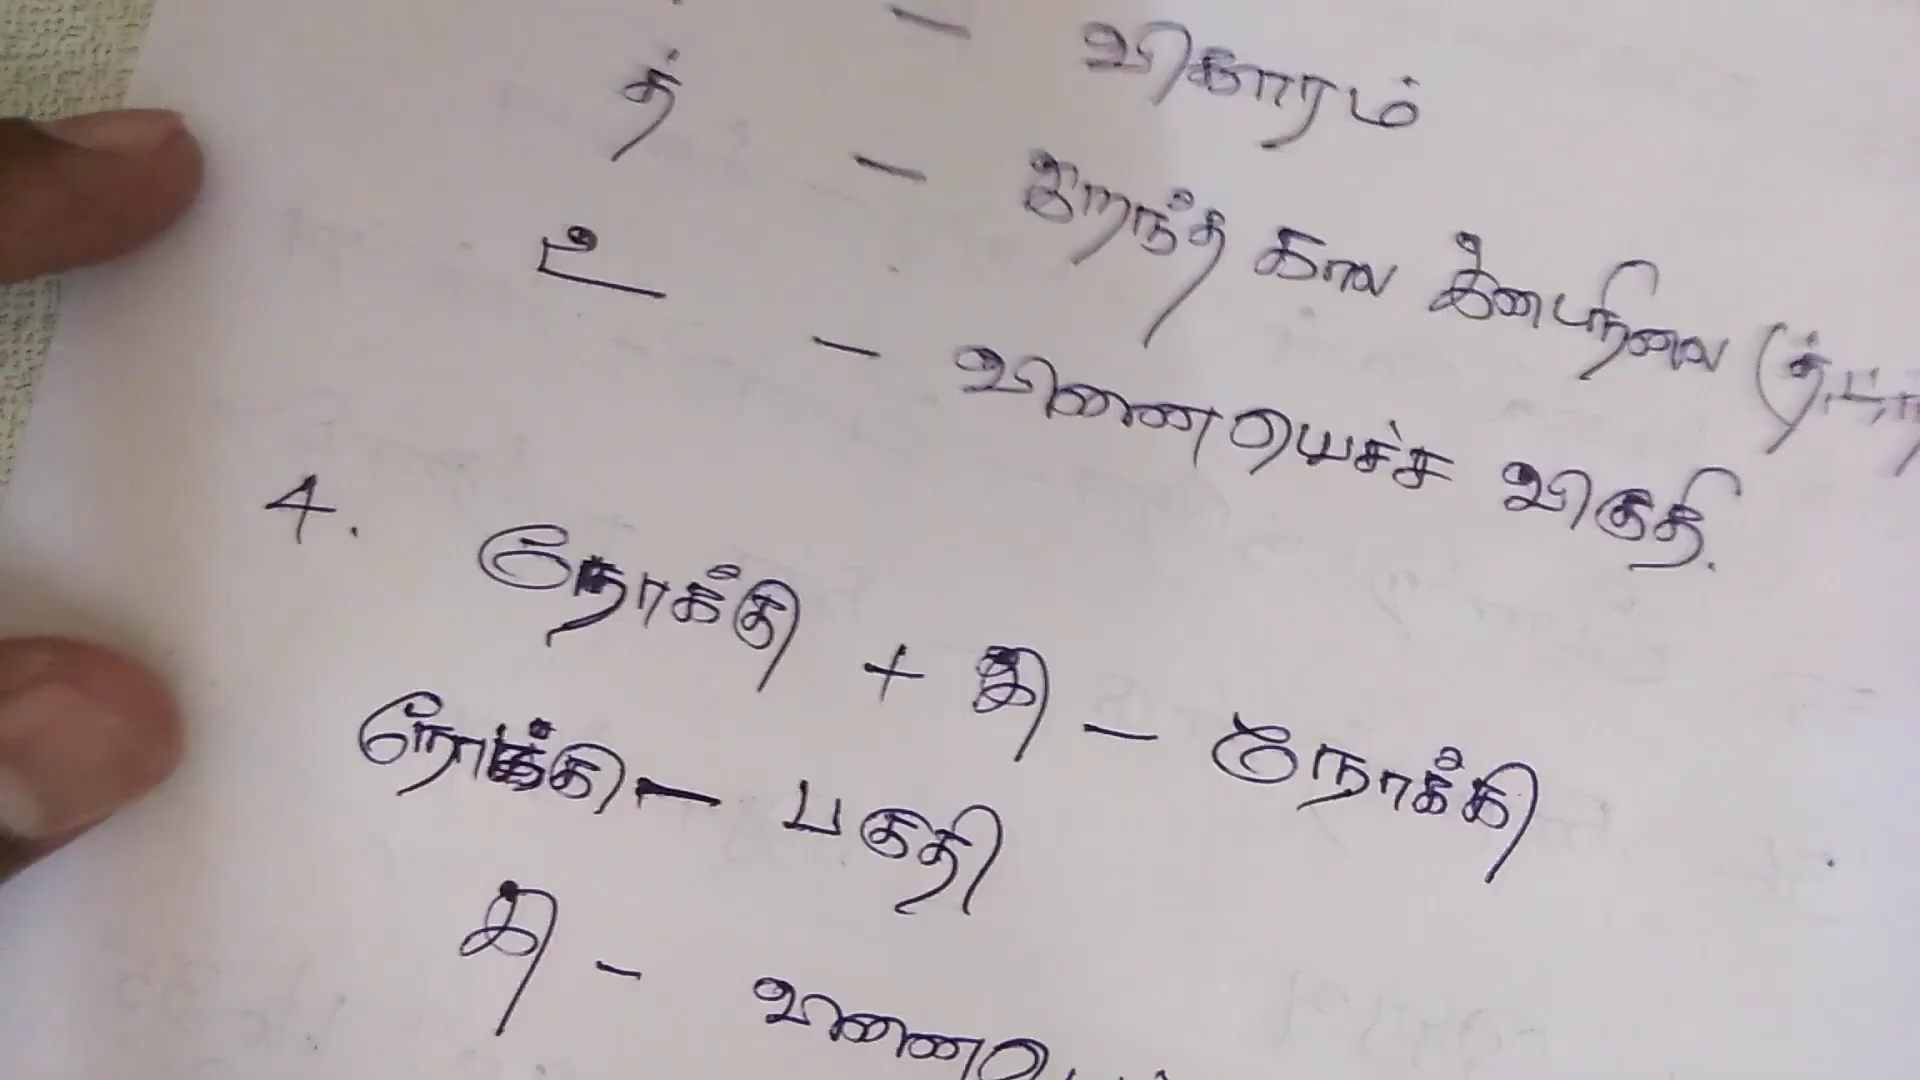 - விகாரம்
த் - இறந்த கால இடைநிலை (த்,ட்,
உ - வினையெச்ச விகுதி.
4. நோக்கு + இ - நோக்கி
நோக்கு - பகுதி
இ - வினையெ